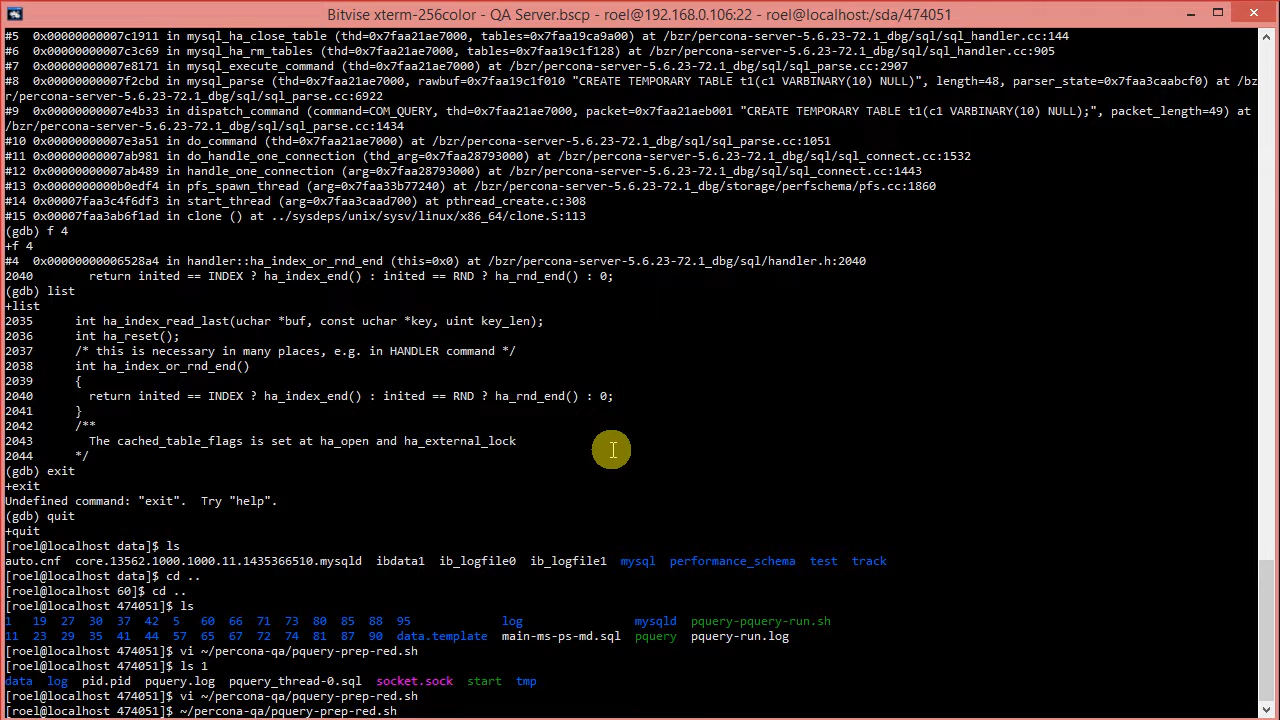 Bitvise xterm-256color - QA Server.bscp - roel@192.168.0.106:22 - roel@localhost:/sda/474051
#5  0x00000000007c1911 in mysql_ha_close_table (thd=0x7faa21ae7000, tables=0x7faa19ca9a00) at /bzr/percona-server-5.6.23-72.1_dbg/sql/sql_handler.cc:144
#6  0x00000000007c3c69 in mysql_ha_rm_tables (thd=0x7faa21ae7000, tables=0x7faa19c1f128) at /bzr/percona-server-5.6.23-72.1_dbg/sql/sql_handler.cc:905
#7  0x00000000007e8171 in mysql_execute_command (thd=0x7faa21ae7000) at /bzr/percona-server-5.6.23-72.1_dbg/sql/sql_parse.cc:2907
#8  0x00000000007f2cbd in mysql_parse (thd=0x7faa21ae7000, rawbuf=0x7faa19c1f010 "CREATE TEMPORARY TABLE t1(c1 VARBINARY(10) NULL)", length=48, parser_state=0x7faa3caabcf0) at /bz
r/percona-server-5.6.23-72.1_dbg/sql/sql_parse.cc:6922
#9  0x00000000007e4b33 in dispatch_command (command=COM_QUERY, thd=0x7faa21ae7000, packet=0x7faa21ae0001 "CREATE TEMPORARY TABLE t1(c1 VARBINARY(10) NULL);", packet_length=49) at
/bzr/percona-server-5.6.23-72.1_dbg/sql/sql_parse.cc:1434
#10 0x00000000007e3a51 in do_command (thd=0x7faa21ae7000) at /bzr/percona-server-5.6.23-72.1_dbg/sql/sql_parse.cc:1051
#11 0x00000000007ab981 in do_handle_one_connection (thd_arg=0x7faa28793000) at /bzr/percona-server-5.6.23-72.1_dbg/sql/sql_connect.cc:1532
#12 0x00000000007ab489 in handle_one_connection (arg=0x7faa28793000) at /bzr/percona-server-5.6.23-72.1_dbg/sql/sql_connect.cc:1443
#13 0x0000000000b0edf4 in pfs_spawn_thread (arg=0x7faa33b77240) at /bzr/percona-server-5.6.23-72.1_dbg/storage/perfschema/pfs.cc:1860
#14 0x00007faa3c4f6df3 in start_thread (arg=0x7faa3caad700) at pthread_create.c:308
#15 0x00007faa3ab6f1ad in clone () at ../sysdeps/unix/sysv/linux/x86_64/clone.S:113
(gdb) f 4
+f 4
#4  0x00000000006528a4 in handler::ha_index_or_rnd_end (this=0x0) at /bzr/percona-server-5.6.23-72.1_dbg/sql/handler.h:2040
2040        return inited == INDEX ? ha_index_end() : inited == RND ? ha_rnd_end() : 0;
(gdb) list
+list
2035      int ha_index_read_last(uchar *buf, const uchar *key, uint key_len);
2036      int ha_reset();
2037      /* this is necessary in many places, e.g. in HANDLER command */
2038      int ha_index_or_rnd_end()
2039      {
2040        return inited == INDEX ? ha_index_end() : inited == RND ? ha_rnd_end() : 0;
2041      }
2042      /**
2043        The cached_table_flags is set at ha_open and ha_external_lock
2044      */
(gdb) exit
+exit
Undefined command: "exit".  Try "help".
(gdb) quit
+quit
[roel@localhost data]$ ls
auto.cnf  core.13562.1000.1000.11.1435366510.mysqld  ibdata1  ib_logfile0  ib_logfile1  mysql  performance_schema  test  track
[roel@localhost data]$ cd ..
[roel@localhost 60]$ cd ..
[roel@localhost 474051]$ ls
1   19  27  30  37  42  5   60  66  71  73  80  85  88  95             log                 mysqld  pquery-pquery-run.sh
11  23  29  35  41  44  57  65  67  72  74  81  87  90  data.template  main-ms-ps-md.sql  pquery  pquery-run.log
[roel@localhost 474051]$ vi ~/percona-qa/pquery-prep-red.sh
[roel@localhost 474051]$ ls 1
data  log  pid.pid  pquery.log  pquery_thread-0.sql  socket.sock  start  tmp
[roel@localhost 474051]$ vi ~/percona-qa/pquery-prep-red.sh
[roel@localhost 474051]$ ~/percona-qa/pquery-prep-red.sh